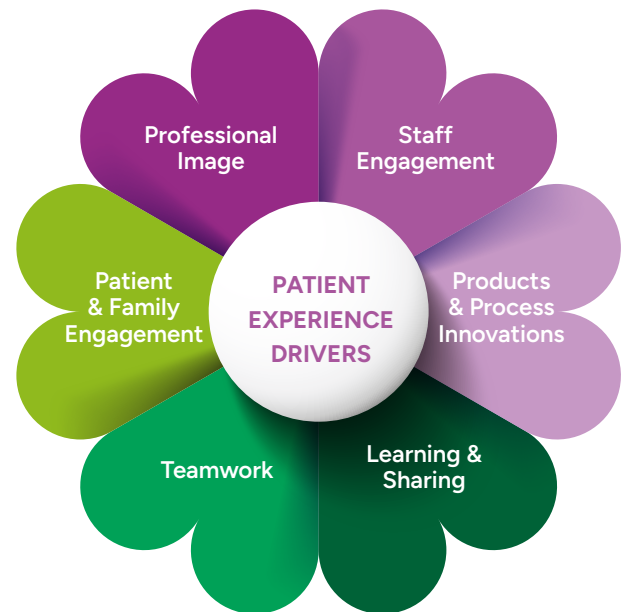 Professional
Image
Staff
Engagement
Patient
& Family
Engagement
PATIENT
EXPERIENCE
DRIVERS
Products
& Process
Innovations
Teamwork
Learning &
Sharing